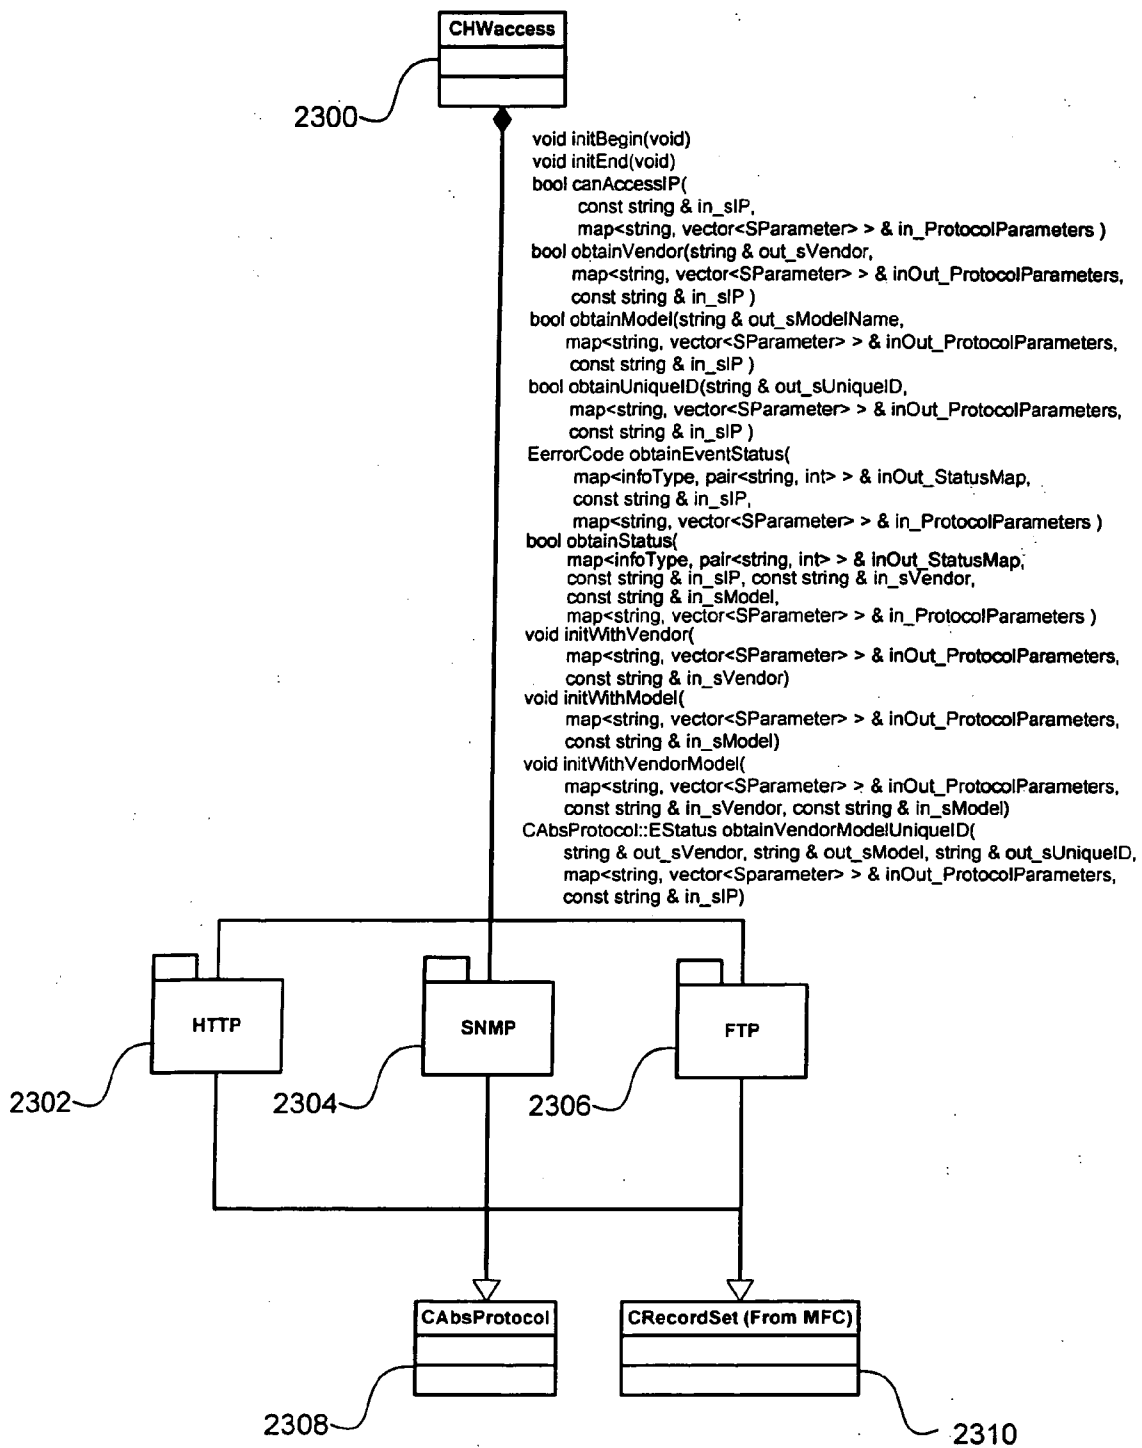 CHWaccess
2300
void initBegin(void)
void initEnd(void)
bool canAccessIP(
const string & in_sIP,
map<string, vector<SParameter> > & in_ProtocolParameters )
bool obtainVendor(string & out_sVendor,
map<string, vector<SParameter> > & inOut_ProtocolParameters,
const string & in_sIP )
bool obtainModel(string & out_sModelName,
map<string, vector<SParameter> > & inOut_ProtocolParameters,
const string & in_sIP )
bool obtainUniqueID(string & out_sUniqueID,
map<string, vector<SParameter> > & inOut_ProtocolParameters,
const string & in_sIP )
EerrorCode obtainEventStatus(
map<infoType, pair<string, int> > & inOut_StatusMap,
const string & in_sIP,
map<string, vector<SParameter> > & in_ProtocolParameters )
bool obtainStatus(
map<infoType, pair<string, int> > & inOut_StatusMap,
const string & in_sIP, const string & in_sVendor,
const string & in_sModel,
map<string, vector<SParameter> > & in_ProtocolParameters )
void initWithVendor(
map<string, vector<SParameter> > & inOut_ProtocolParameters,
const string & in_sVendor)
void initWithModel(
map<string, vector<SParameter> > & inOut_ProtocolParameters,
const string & in_sModel)
void initWithVendorModel(
map<string, vector<SParameter> > & inOut_ProtocolParameters,
const string & in_sVendor, const string & in_sModel)
CAbsProtocol::EStatus obtainVendorModelUniqueID(
string & out_sVendor, string & out_sModel, string & out_sUniqueID,
map<string, vector<Sparameter> > & inOut_ProtocolParameters,
const string & in_sIP)
HTTP
SNMP
FTP
2302
2304
2306
CAbsProtocol
CRecordSet (From MFC)
2308
2310